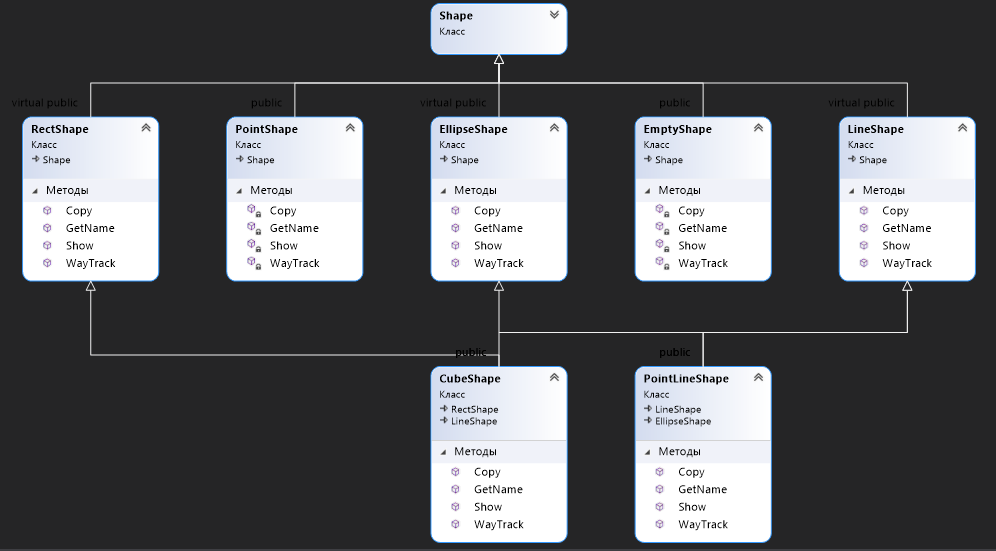 Shape
Класс
virtual public
public
virtual public
public
virtual public
RectShape
Класс
Shape
Методы
Copy
GetName
Show
WayTrack
PointShape
Класс
Shape
Методы
Copy
GetName
Show
WayTrack
EllipseShape
Класс
Shape
Методы
Copy
GetName
Show
WayTrack
EmptyShape
Класс
Shape
Методы
Copy
GetName
Show
WayTrack
LineShape
Класс
Shape
Методы
Copy
GetName
Show
WayTrack
public
public
CubeShape
Класс
RectShape
LineShape
Методы
Copy
GetName
Show
WayTrack
PointLineShape
Класс
LineShape
EllipseShape
Методы
Copy
GetName
Show
WayTrack